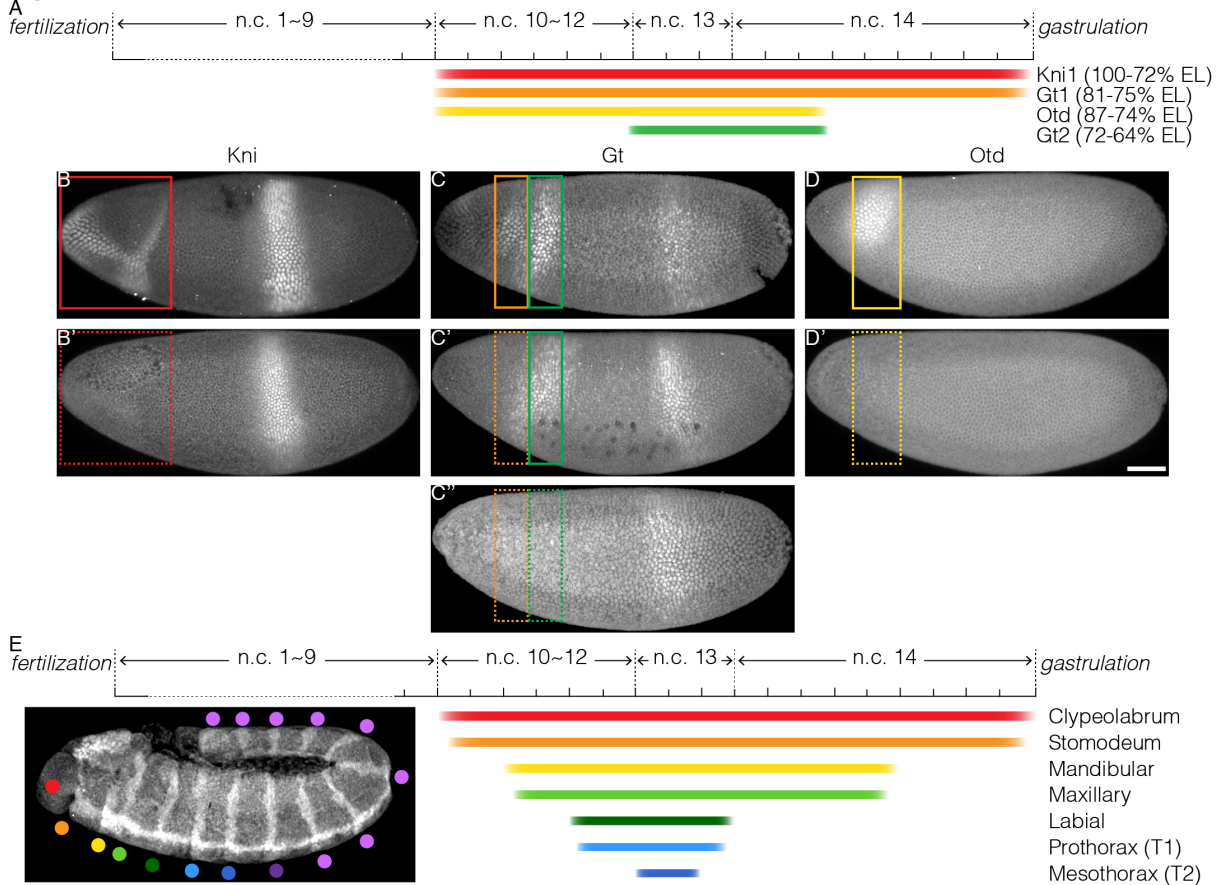 A
fertilization n.c. 1~9 n.c. 10~12 n.c. 13 n.c. 14 gastrulation
Kni1 (100-72% EL)
Gt1 (81-75% EL)
Otd (87-74% EL)
Gt2 (72-64% EL)
Kni Gt Otd
B C D
B' C' D'
C''
E
fertilization n.c. 1~9 n.c. 10~12 n.c. 13 n.c. 14 gastrulation
Clypeolabrum
Stomodeum
Mandibular
Maxillary
Labial
Prothorax (T1)
Mesothorax (T2)